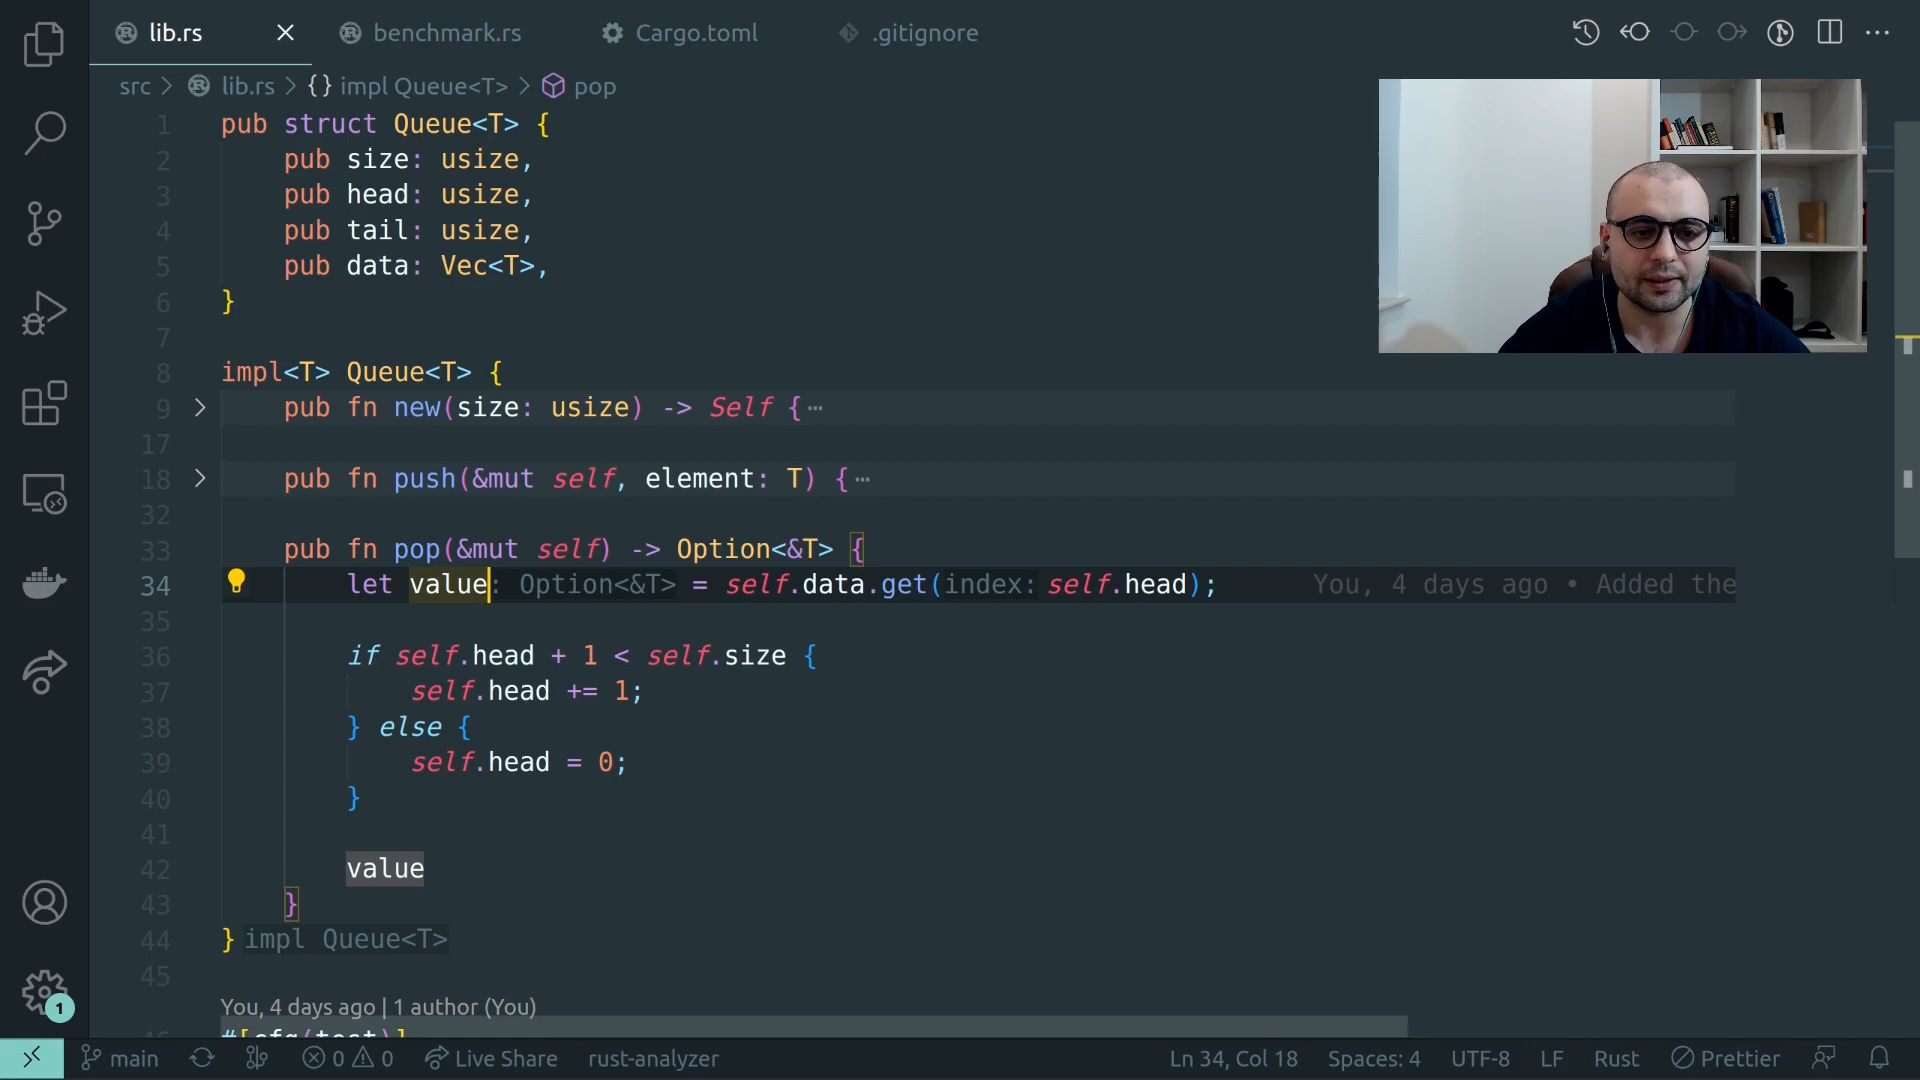 lib.rs
benchmark.rs
Cargo.toml
.gitignore
src > lib.rs > {} impl Queue<T> > pop
1 pub struct Queue<T> {
2 pub size: usize,
3 pub head: usize,
4 pub tail: usize,
5 pub data: Vec<T>,
6 }
7
8 impl<T> Queue<T> {
9 pub fn new(size: usize) -> Self {⋯
17
18 pub fn push(&mut self, element: T) {⋯
32
33 pub fn pop(&mut self) -> Option<&T> {
34 let value: Option<&T> = self.data.get(index: self.head); You, 4 days ago • Added the
35
36 if self.head + 1 < self.size {
37 self.head += 1;
38 } else {
39 self.head = 0;
40 }
41
42 value
43 }
44 } impl Queue<T>
45
You, 4 days ago | 1 author (You)
#[cfg(test)]
1
main
0
0
Live Share
rust-analyzer
Ln 34, Col 18
Spaces: 4
UTF-8
LF
Rust
Prettier